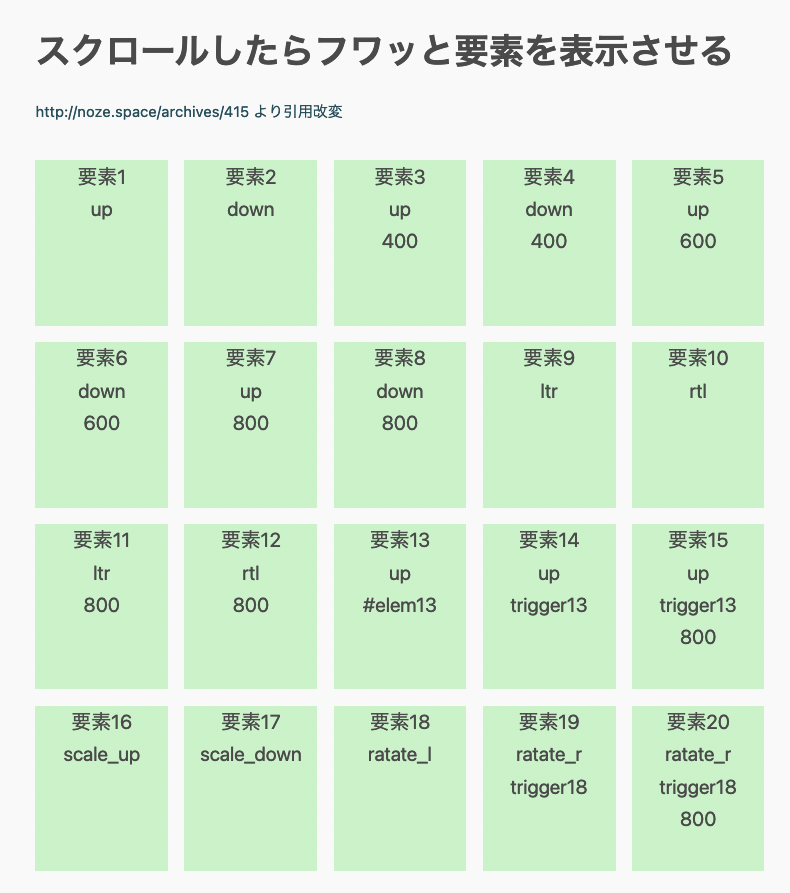 スクロールしたらフワッと要素を表示させる
http://noze.space/archives/415 より引用改変
要素1
up
要素2
down
要素3
up
400
要素4
down
400
要素5
up
600
要素6
down
600
要素7
up
800
要素8
down
800
要素9
ltr
要素10
rtl
要素11
ltr
800
要素12
rtl
800
要素13
up
#elem13
要素14
up
trigger13
要素15
up
trigger13
800
要素16
scale_up
要素17
scale_down
要素18
ratate_l
要素19
ratate_r
trigger18
要素20
ratate_r
trigger18
800